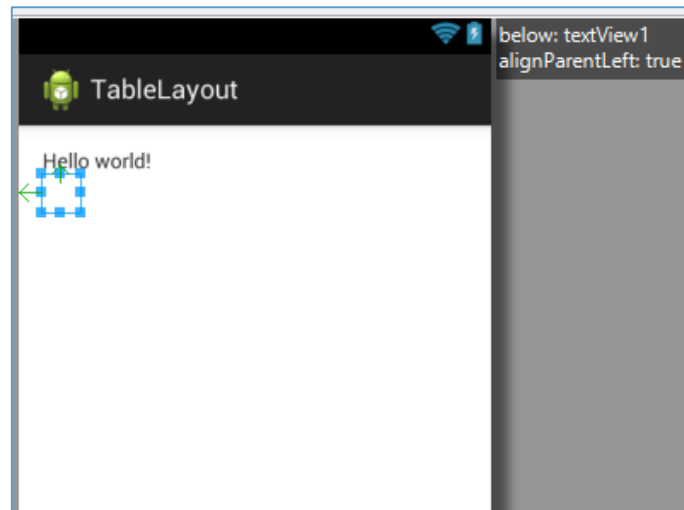 below: textView1
alignParentLeft: true
TableLayout
Hello world!